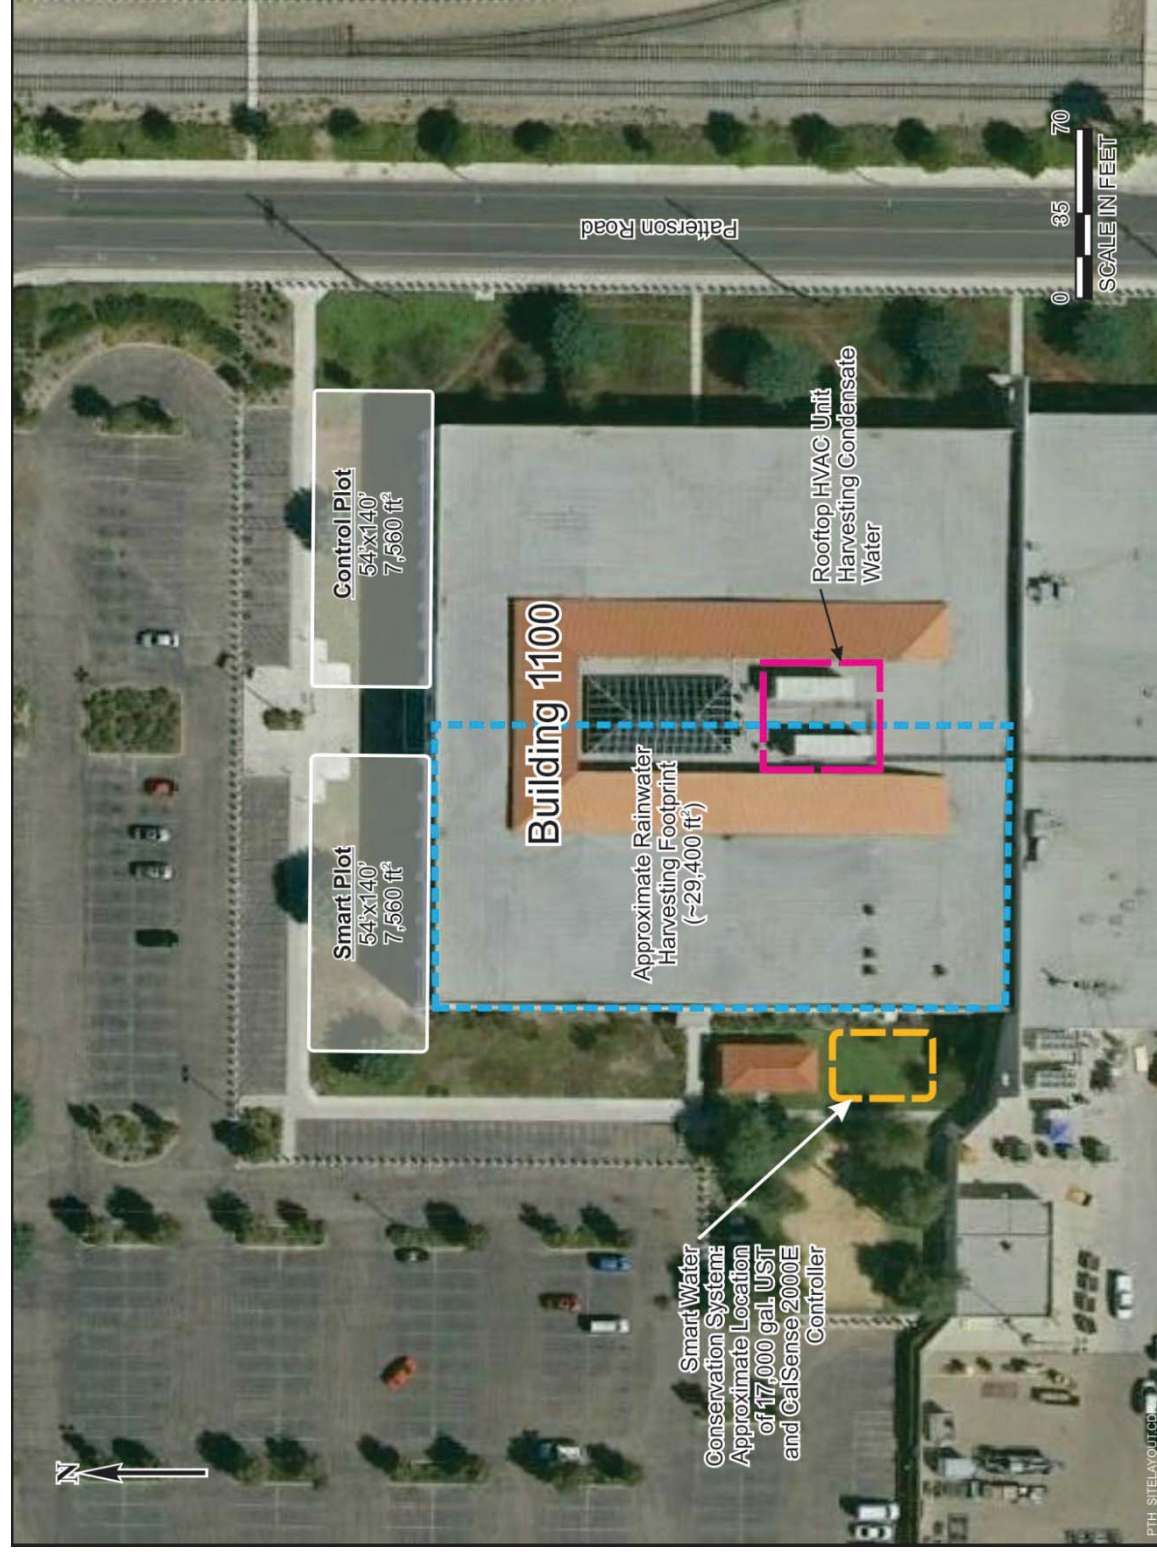 N
Smart Plot
54'x140'
7,560 ft²
Control Plot
54'x140'
7,560 ft²
Building 1100
Patterson Road
Approximate Rainwater
Harvesting Footprint
(~29,400 ft²)
Smart Water
Conservation System:
Approximate Location
of 17,000 gal. UST
and CalSense 2000E
Controller
Rooftop HVAC Unit
Harvesting Condensate
Water
0 35 70
SCALE IN FEET
PTH_SITELAYOUT.CDR